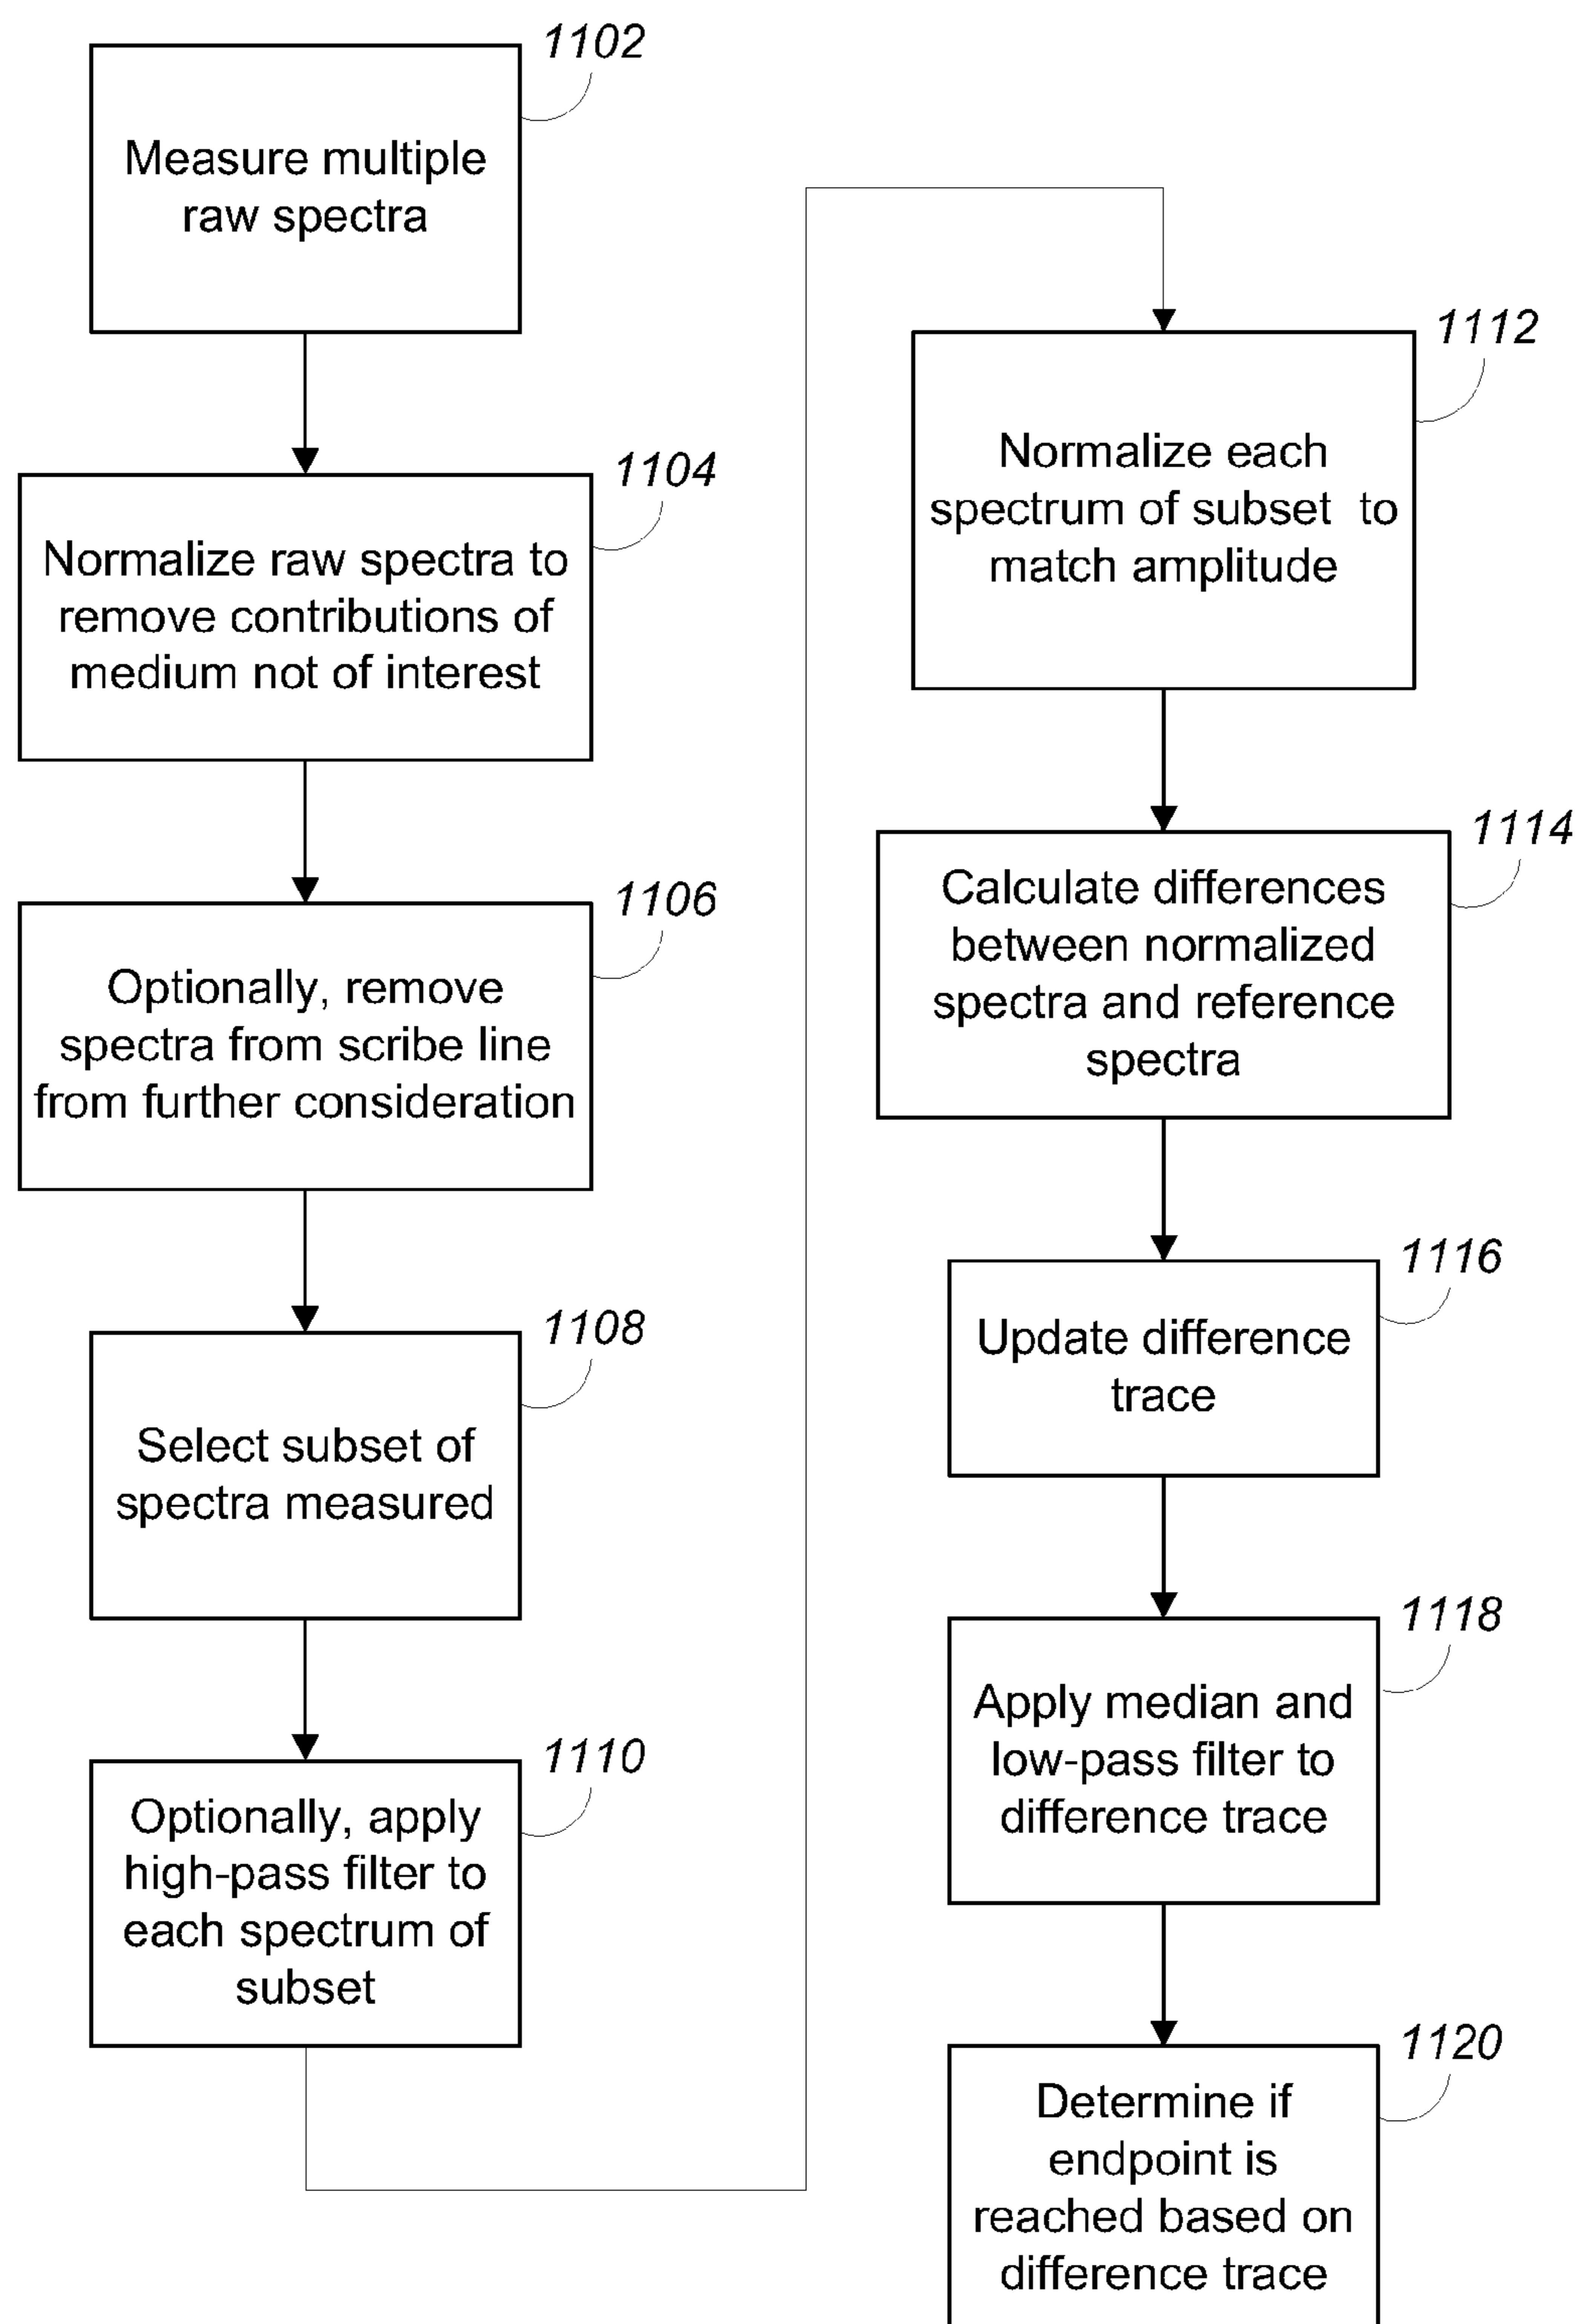 1102
Measure multiple
raw spectra
1104
Normalize raw spectra to
remove contributions of
medium not of interest
1106
Optionally, remove
spectra from scribe line
from further consideration
1108
Select subset of
spectra measured
1110
Optionally, apply
high-pass filter to
each spectrum of
subset
1112
Normalize each
spectrum of subset to
match amplitude
1114
Calculate differences
between normalized
spectra and reference
spectra
1116
Update difference
trace
1118
Apply median and
low-pass filter to
difference trace
1120
Determine if
endpoint is
reached based on
difference trace